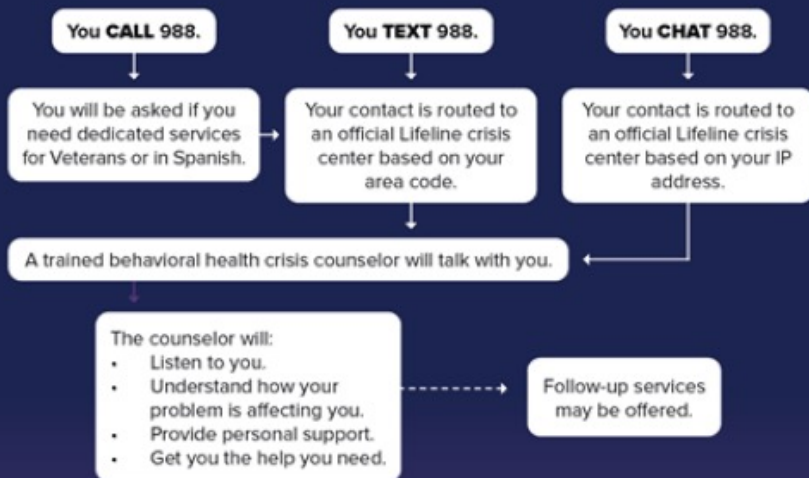 You CALL 988.
You TEXT 988.
You CHAT 988.
You will be asked if you
need dedicated services
for Veterans or in Spanish.
Your contact is routed to
an official Lifeline crisis
center based on your
area code.
Your contact is routed to
an official Lifeline crisis
center based on your IP
address.
A trained behavioral health crisis counselor will talk with you.
The counselor will:
• Listen to you.
• Understand how your
problem is affecting you.
• Provide personal support.
• Get you the help you need.
Follow-up services
may be offered.